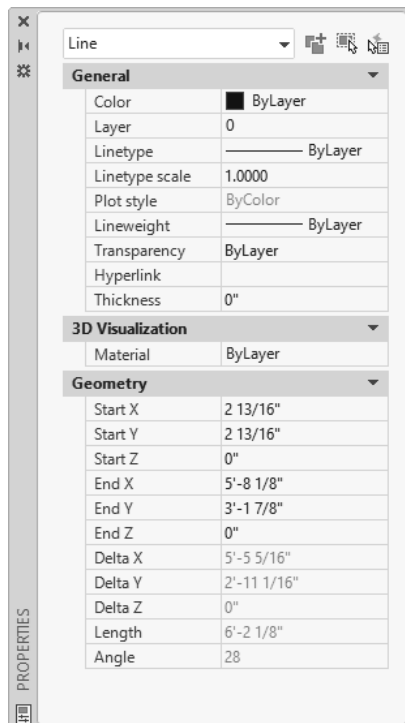 Line
General
Color ByLayer
Layer 0
Linetype ByLayer
Linetype scale 1.0000
Plot style ByColor
Lineweight ByLayer
Transparency ByLayer
Hyperlink
Thickness 0"
3D Visualization
Material ByLayer
Geometry
Start X 2 13/16"
Start Y 2 13/16"
Start Z 0"
End X 5'-8 1/8"
End Y 3'-1 7/8"
End Z 0"
Delta X 5'-5 5/16"
Delta Y 2'-11 1/16"
Delta Z 0"
Length 6'-2 1/8"
Angle 28
PROPERTIES